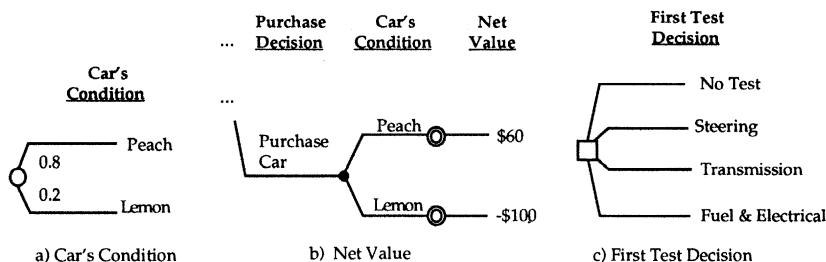 Car's
Condition
Peach
0.8
0.2
Lemon
a) Car's Condition
... Purchase Decision
Car's Condition
Net Value
...
Purchase
Car
Peach
$60
Lemon
-$100
b) Net Value
First Test
Decision
No Test
Steering
Transmission
Fuel & Electrical
c) First Test Decision